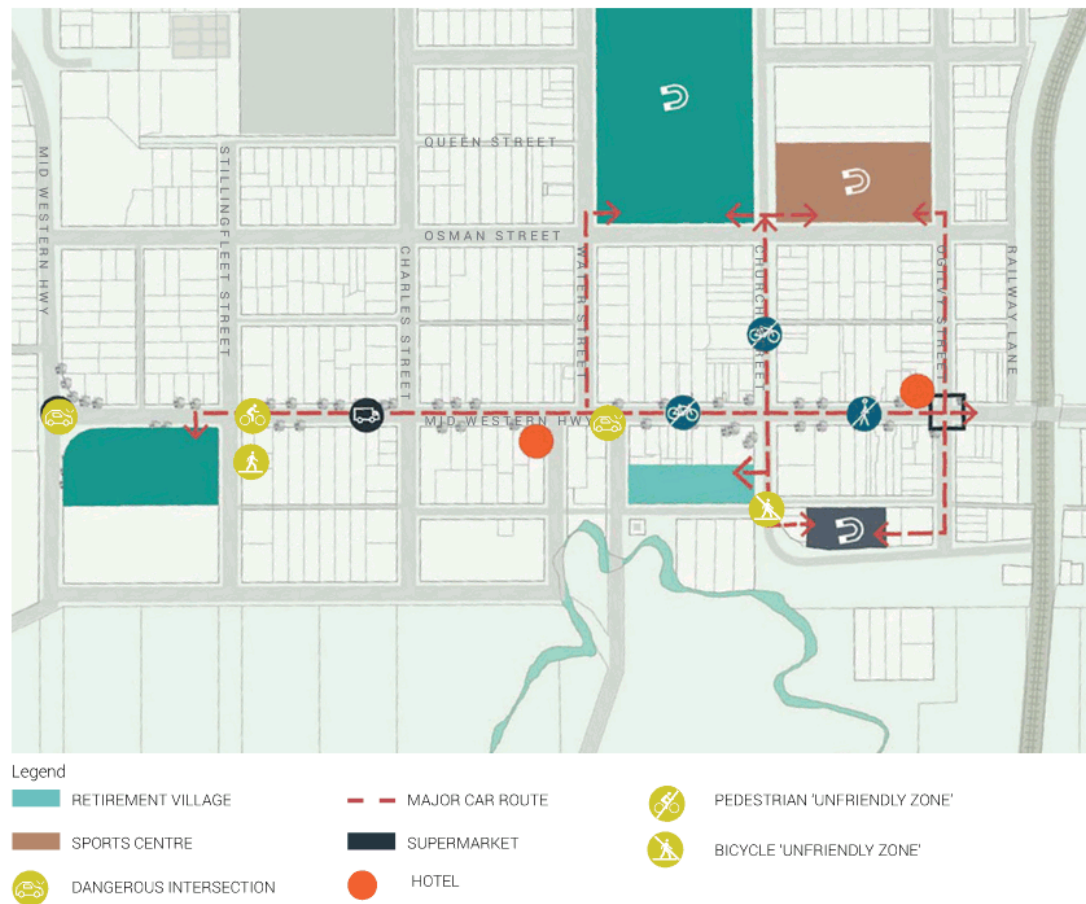 QUEEN STREET
MID WESTERN HWY
STILLINGFLEET STREET
OSMAN STREET
CHARLES STREET
WATER STREET
CHURCH STREET
OGILVY STREET
RAILWAY LANE
MID WESTERN HWY
Legend
RETIREMENT VILLAGE
MAJOR CAR ROUTE
PEDESTRIAN 'UNFRIENDLY ZONE'
SPORTS CENTRE
SUPERMARKET
BICYCLE 'UNFRIENDLY ZONE'
DANGEROUS INTERSECTION
HOTEL